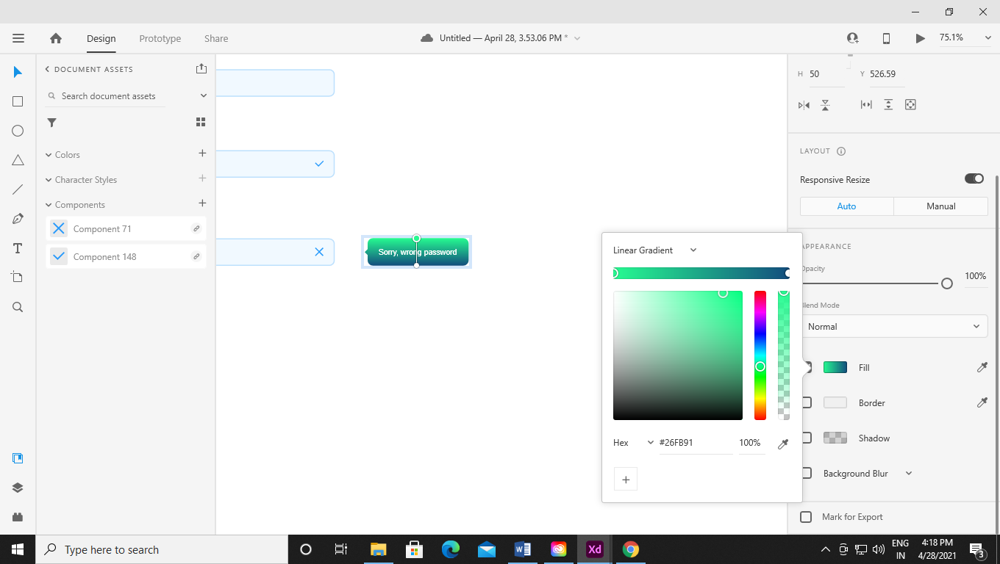 Design
Prototype
Share
Untitled — April 28, 3.53.06 PM *
75.1%
DOCUMENT ASSETS
Search document assets
Colors
Character Styles
Components
Component 71
Component 148
Sorry, wrong password
Linear Gradient
Hex
#26FB91
100%
H 50
Y 526.59
LAYOUT
Responsive Resize
Auto
Manual
APPEARANCE
Opacity
100%
Blend Mode
Normal
Fill
Border
Shadow
Background Blur
Mark for Export
Type here to search
Xd
ENG
IN
4:18 PM
4/28/2021
3